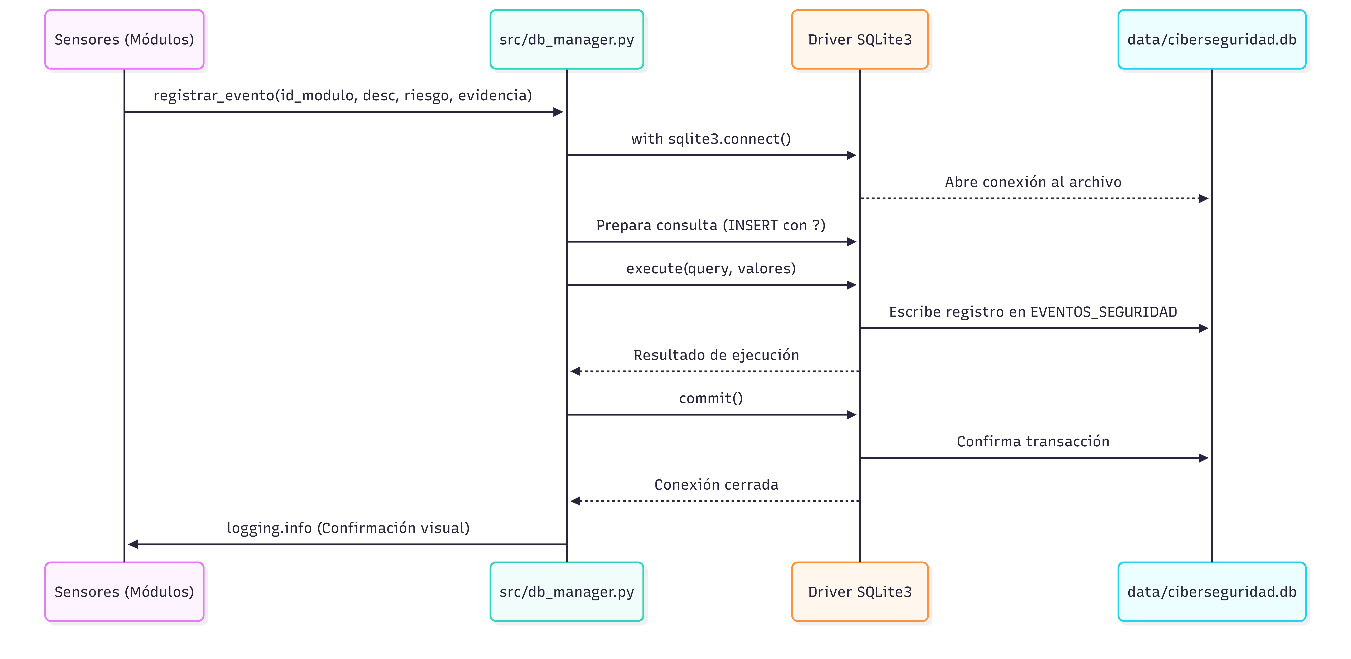 Sensores (Módulos)
src/db_manager.py
Driver SQLite3
data/ciberseguridad.db
registrar_evento(id_modulo, desc, riesgo, evidencia)
with sqlite3.connect()
Abre conexión al archivo
Prepara consulta (INSERT con ?)
execute(query, valores)
Escribe registro en EVENTOS_SEGURIDAD
Resultado de ejecución
commit()
Confirma transacción
Conexión cerrada
logging.info (Confirmación visual)
Sensores (Módulos)
src/db_manager.py
Driver SQLite3
data/ciberseguridad.db